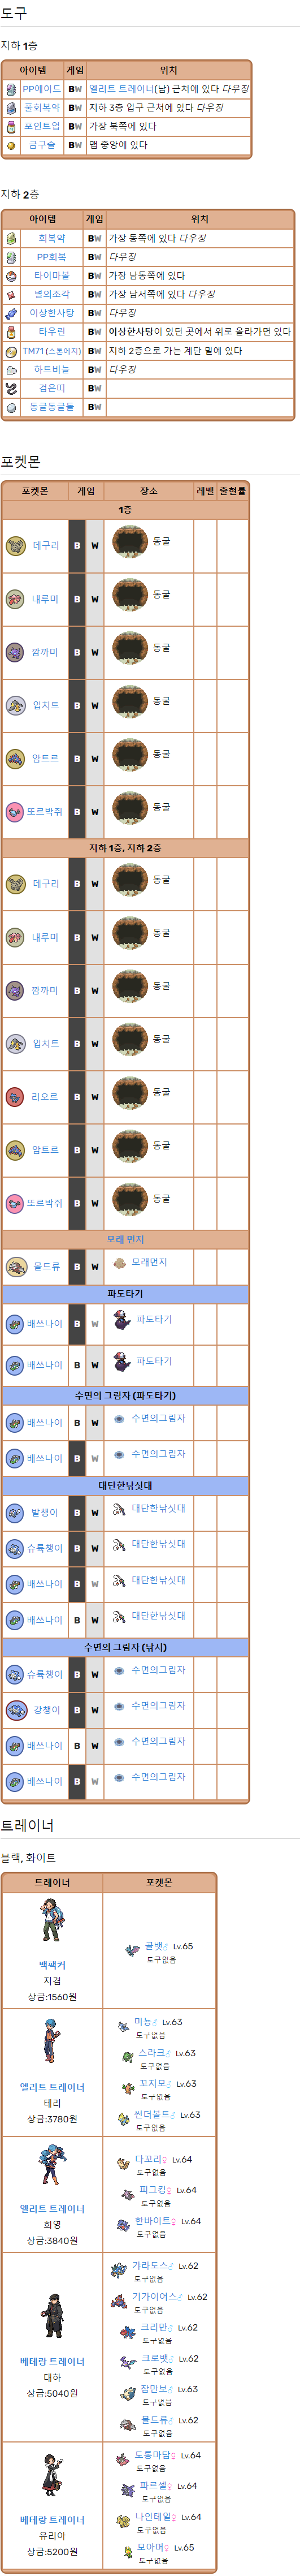 도구
지하 1층
아이템 게임 위치
PP에이드 BW 엘리트 트레이너(남) 근처에 있다 다우징
풀회복약 BW 지하 3층 입구 근처에 있다 다우징
포인트업 BW 가장 북쪽에 있다
금구슬 BW 맵 중앙에 있다
지하 2층
아이템 게임 위치
회복약 BW 가장 동쪽에 있다 다우징
PP회복 BW 다우징
타이마볼 BW 가장 남동쪽에 있다
별의조각 BW 가장 남서쪽에 있다 다우징
이상한사탕 BW 다우징
타우린 BW 이상한사탕이 있던 곳에서 위로 올라가면 있다
TM71 (스톤에지) BW 지하 2층으로 가는 계단 밑에 있다
하트비늘 BW 다우징
검은띠 BW
동글동글돌 BW
포켓몬
포켓몬 게임 장소 레벨 출현률
1층
데구리 B W 동굴
내루미 B W 동굴
깜까미 B W 동굴
입치트 B W 동굴
암트르 B W 동굴
또르박쥐 B W 동굴
지하 1층, 지하 2층
데구리 B W 동굴
내루미 B W 동굴
깜까미 B W 동굴
입치트 B W 동굴
리오르 B W 동굴
암트르 B W 동굴
또르박쥐 B W 동굴
모래 먼지
몰드류 B W 모래먼지
파도타기
배쓰나이 B W 파도타기
배쓰나이 B W 파도타기
수면의 그림자 (파도타기)
배쓰나이 B W 수면의그림자
배쓰나이 B W 수면의그림자
대단한낚싯대
발챙이 B W 대단한낚싯대
슈륙챙이 B W 대단한낚싯대
배쓰나이 B W 대단한낚싯대
배쓰나이 B W 대단한낚싯대
수면의 그림자 (낚시)
슈륙챙이 B W 수면의그림자
강챙이 B W 수면의그림자
배쓰나이 B W 수면의그림자
배쓰나이 B W 수면의그림자
트레이너
블랙, 화이트
트레이너 포켓몬
백팩커
지겸
상금:1560원
골뱃♂ Lv.65
도구없음
엘리트 트레이너
테리
상금:3780원
미뇽♂ Lv.63
도구없음
스라크♂ Lv.63
도구없음
꼬지모♂ Lv.63
도구없음
썬더볼트♂ Lv.63
도구없음
엘리트 트레이너
희영
상금:3840원
다꼬리♀ Lv.64
도구없음
피그킹♀ Lv.64
도구없음
한바이트♀ Lv.64
도구없음
베테랑 트레이너
대하
상금:5040원
갸라도스♂ Lv.62
도구없음
기가이어스♂ Lv.62
도구없음
크리만♂ Lv.62
도구없음
크로뱃♂ Lv.62
도구없음
잠만보♂ Lv.63
도구없음
몰드류♂ Lv.62
도구없음
베테랑 트레이너
유리아
상금:5200원
도롱마담♀ Lv.64
도구없음
파르셀♀ Lv.64
도구없음
나인테일♀ Lv.64
도구없음
모아머♀ Lv.65
도구없음